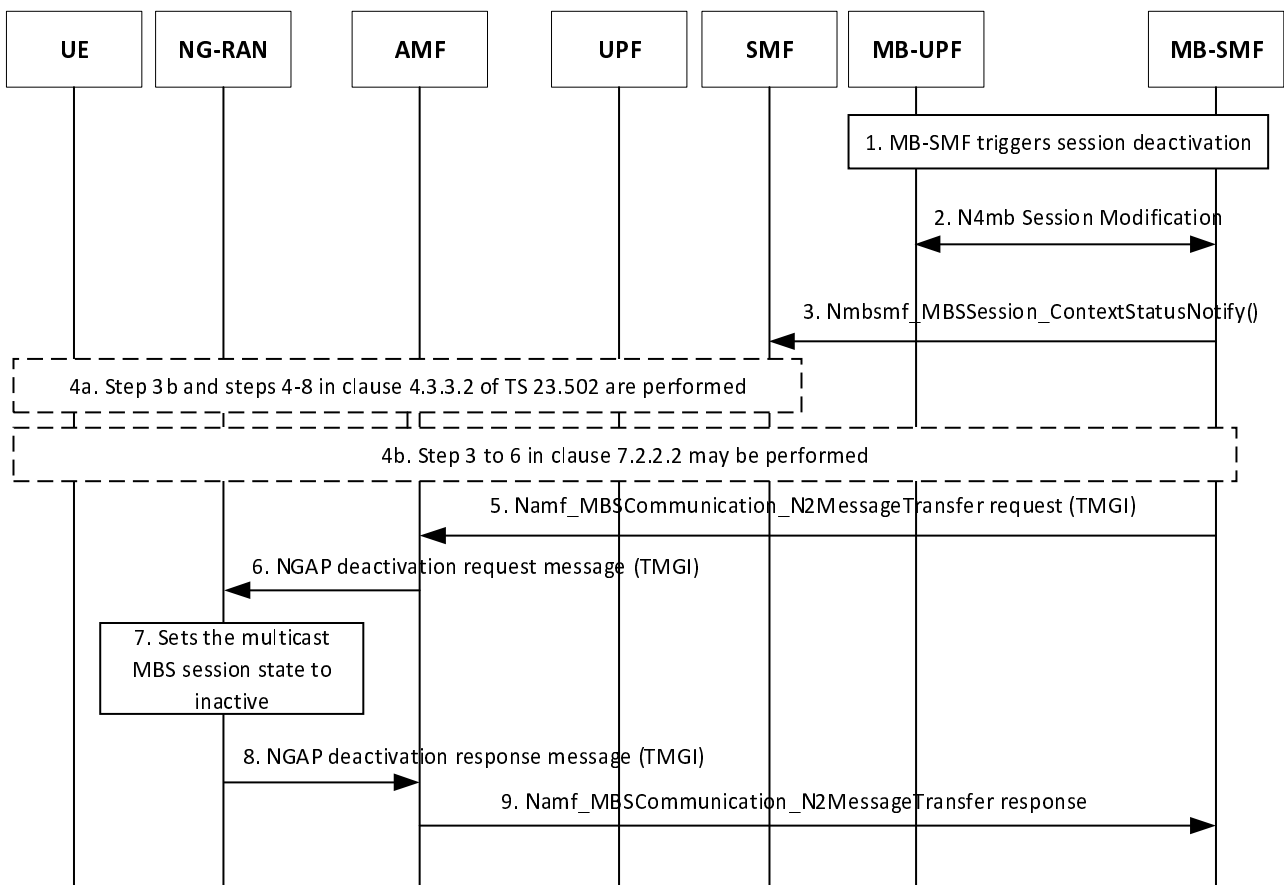 UE
NG-RAN
AMF
UPF
SMF
MB-UPF
MB-SMF
1. MB-SMF triggers session deactivation
2. N4mb Session Modification
3. Nmbsmf_MBSSession_ContextStatusNotify()
4a. Step 3b and steps 4-8 in clause 4.3.3.2 of TS 23.502 are performed
4b. Step 3 to 6 in clause 7.2.2.2 may be performed
5. Namf_MBSCommunication_N2MessageTransfer request (TMGI)
6. NGAP deactivation request message (TMGI)
7. Sets the multicast
MBS session state to
inactive
8. NGAP deactivation response message (TMGI)
9. Namf_MBSCommunication_N2MessageTransfer response